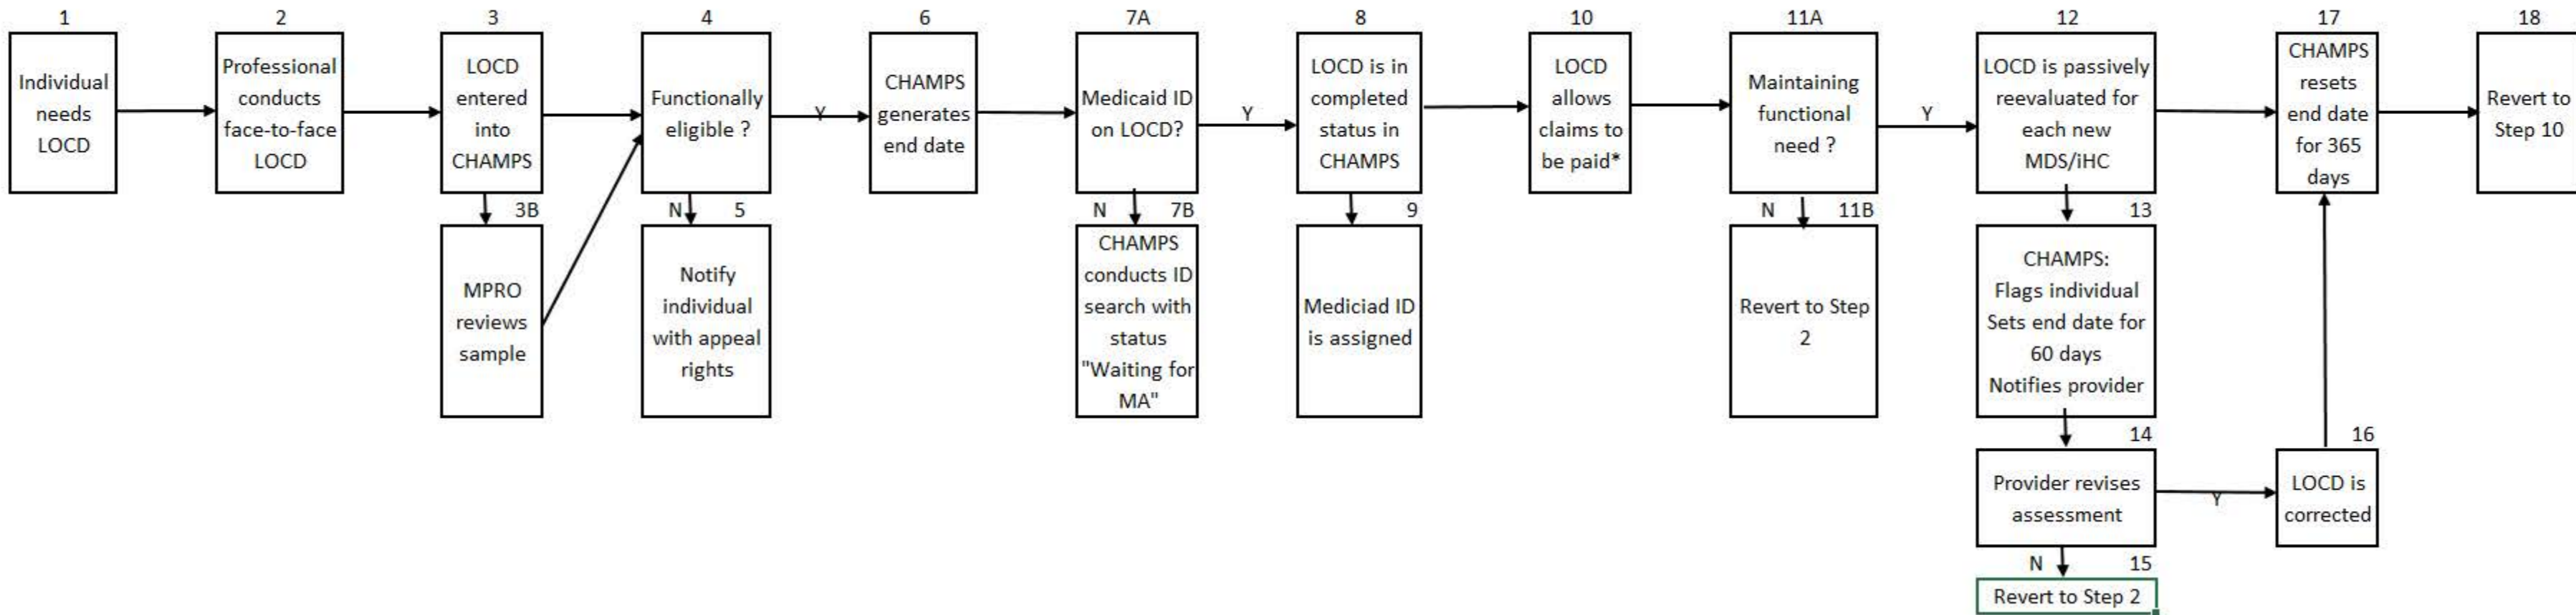 1
Individual
needs
LOCD
2
Professional
conducts
face-to-face
LOCD
3
LOCD
entered
into
CHAMPS
3B
MPRO
reviews
sample
4
Functionally
eligible ?
Y
N
5
Notify
individual
with appeal
rights
6
CHAMPS
generates
end date
7A
Medicaid ID
on LOCD?
Y
N
7B
CHAMPS
conducts ID
search with
status
"Waiting for
MA"
8
LOCD is in
completed
status in
CHAMPS
9
Mediciad ID
is assigned
10
LOCD
allows
claims to
be paid*
11A
Maintaining
functional
need ?
Y
N
11B
Revert to Step
2
12
LOCD is passively
reevaluated for
each new
MDS/iHC
13
CHAMPS:
Flags individual
Sets end date for
60 days
Notifies provider
14
Provider revises
assessment
Y
N
15
Revert to Step 2
16
LOCD is
corrected
17
CHAMPS
resets
end date
for 365
days
18
Revert to
Step 10